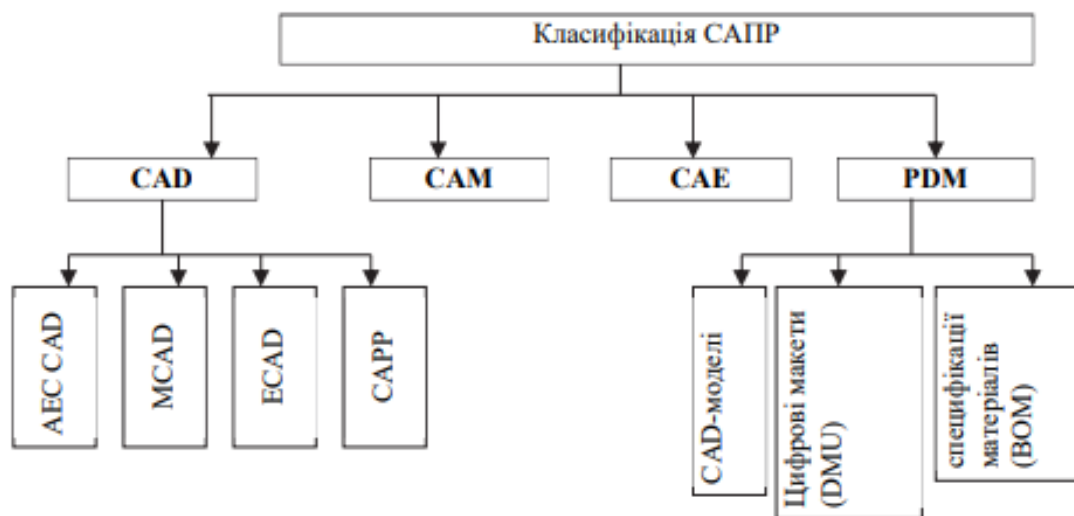 Класифікація САПР
CAD
CAM
CAE
PDM
AEC CAD
MCAD
ECAD
CAPP
CAD-моделі
Цифрові макети
(DMU)
специфікації
матеріалів
(BOM)